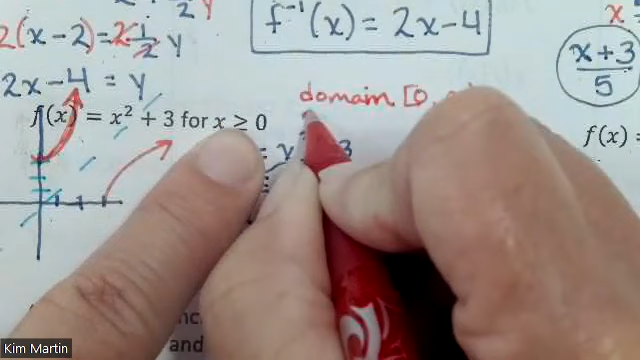 2(x-2)=2·1/2 y
f⁻¹(x) = 2x-4
2x-4 = y
x+3
5
domain [0,
f(x) = x² + 3 for x ≥ 0
= y 3
f(x) =
and
Kim Martin